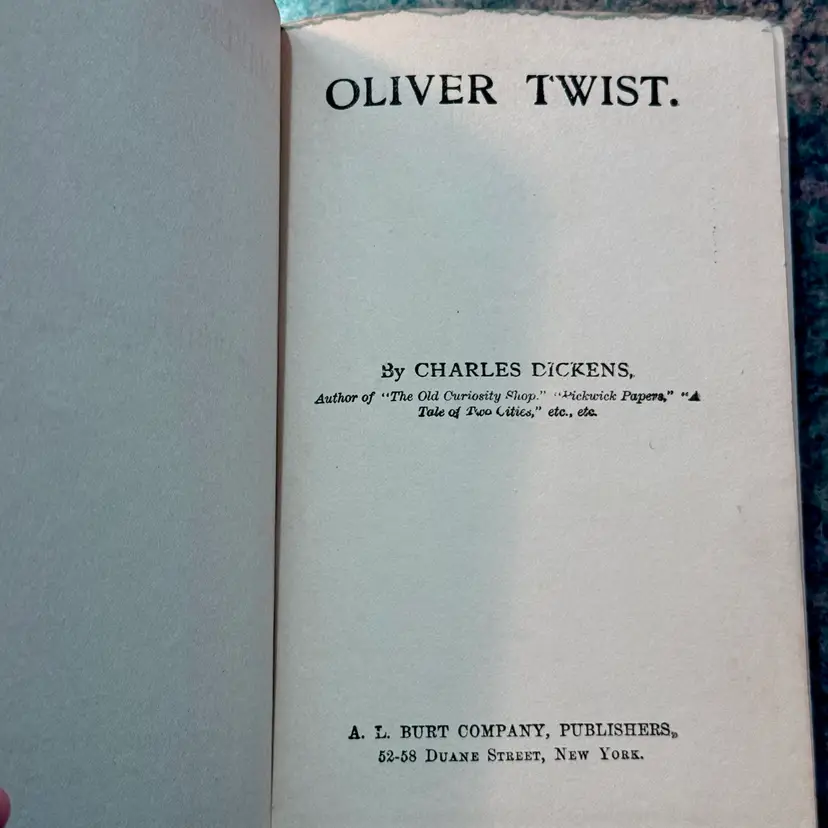 OLIVER TWIST.
By CHARLES DICKENS,
Author of "The Old Curiosity Shop." "Pickwick Papers," "A
Tale of Two Cities," etc., etc.
A. L. BURT COMPANY, PUBLISHERS,
52-58 DUANE STREET, NEW YORK.